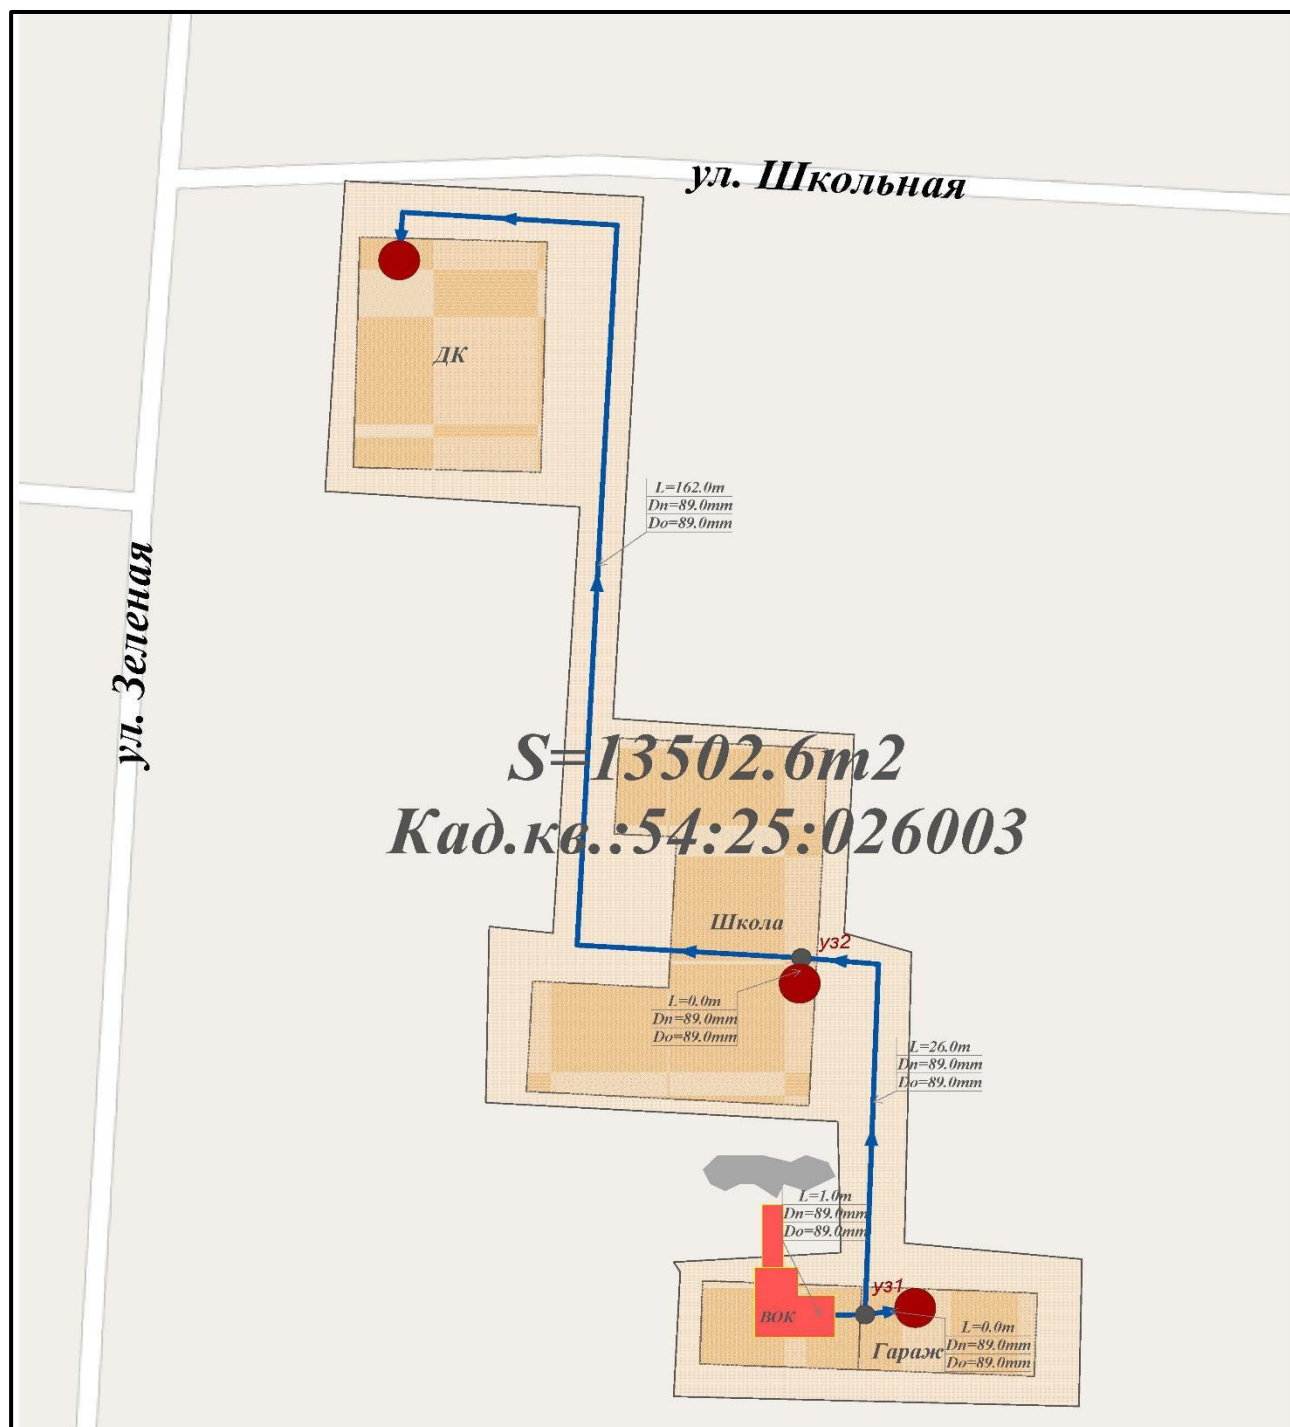 ул. Школьная
ДК
L=162.0m
Dn=89.0mm
Do=89.0mm
ул. Зеленая
S=13502.6m2
Кад.кв.:54:25:026003
Школа
уз2
L=0.0m
Dn=89.0mm
Do=89.0mm
L=26.0m
Dn=89.0mm
Do=89.0mm
L=1.0m
Dn=89.0mm
Do=89.0mm
уз1
ВОК
Гараж
L=0.0m
Dn=89.0mm
Do=89.0mm